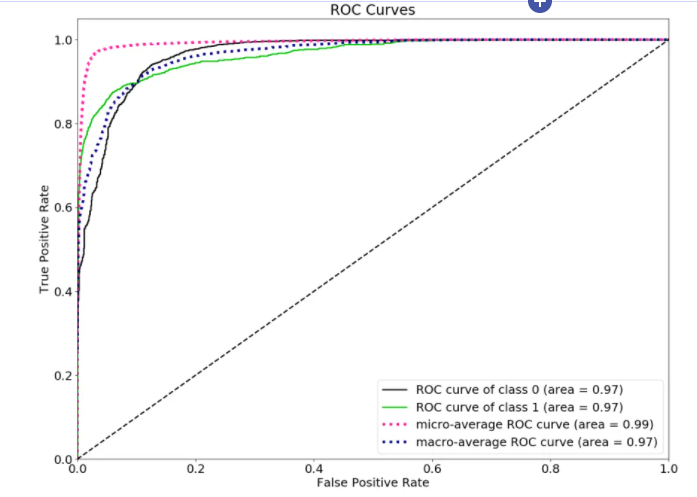 ROC Curves
1.0
0.8
0.6
0.4
0.2
0.0
True Positive Rate
0.0 0.2 0.4 0.6 0.8 1.0
False Positive Rate
ROC curve of class 0 (area = 0.97)
ROC curve of class 1 (area = 0.97)
micro-average ROC curve (area = 0.99)
macro-average ROC curve (area = 0.97)